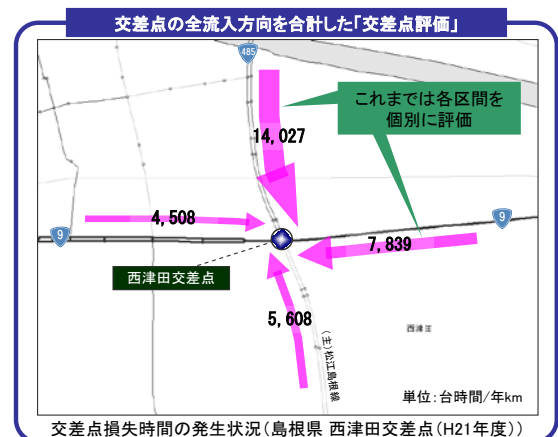 交差点の全流入方向を合計した「交差点評価」
485
これまでは各区間を
個別に評価
14,027
4,508
9
9
7,839
西津田交差点
5,608
(主)松江島根線
西津田
単位:台時間/年km
交差点損失時間の発生状況(島根県 西津田交差点(H21年度))